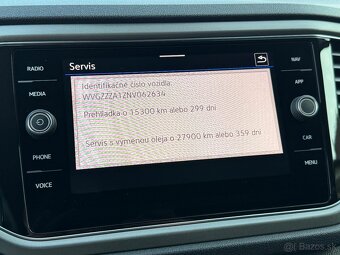 Servis
RADIO
NAV
MEDIA
APP
PHONE
CAR
VOICE
MENU
Identifikačné číslo vozidla:
WVGZZZA1ZNV062634
Prehliadka o 15300 km alebo 299 dní
Servis s výmenou oleja o 27900 km alebo 359 dní
Bazos.sk